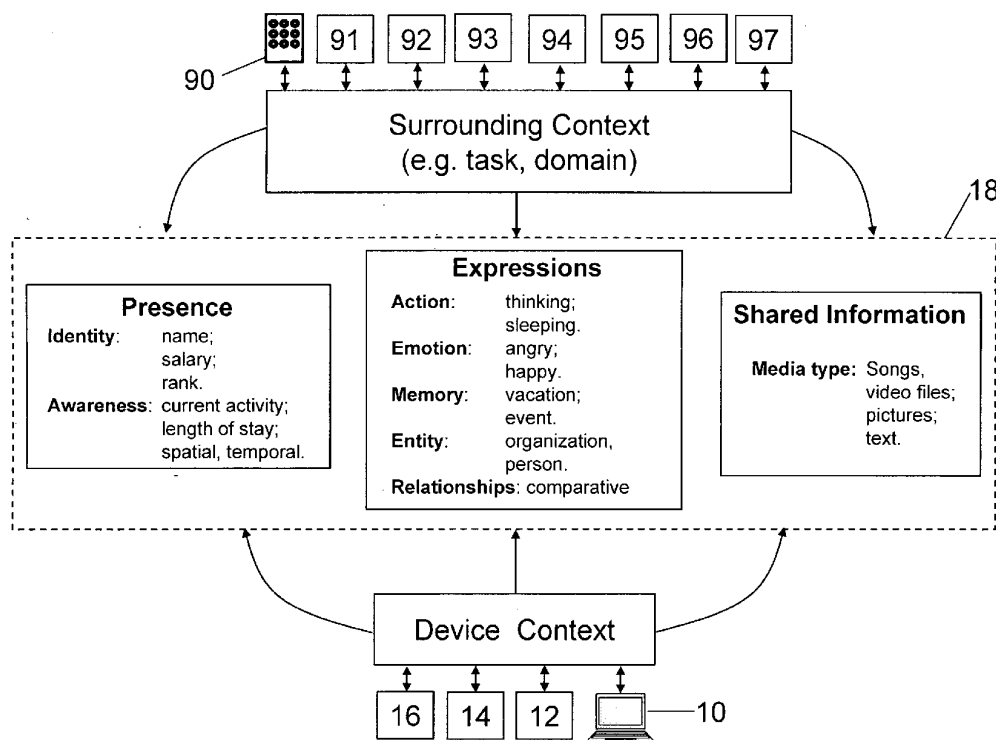 91 92 93 94 95 96 97
90
Surrounding Context
(e.g. task, domain)
18
Presence
Identity: name;
salary;
rank.
Awareness: current activity;
length of stay;
spatial, temporal.
Expressions
Action: thinking;
sleeping.
Emotion: angry;
happy.
Memory: vacation;
event.
Entity: organization,
person.
Relationships: comparative
Shared Information
Media type: Songs,
video files;
pictures;
text.
Device Context
16 14 12
10